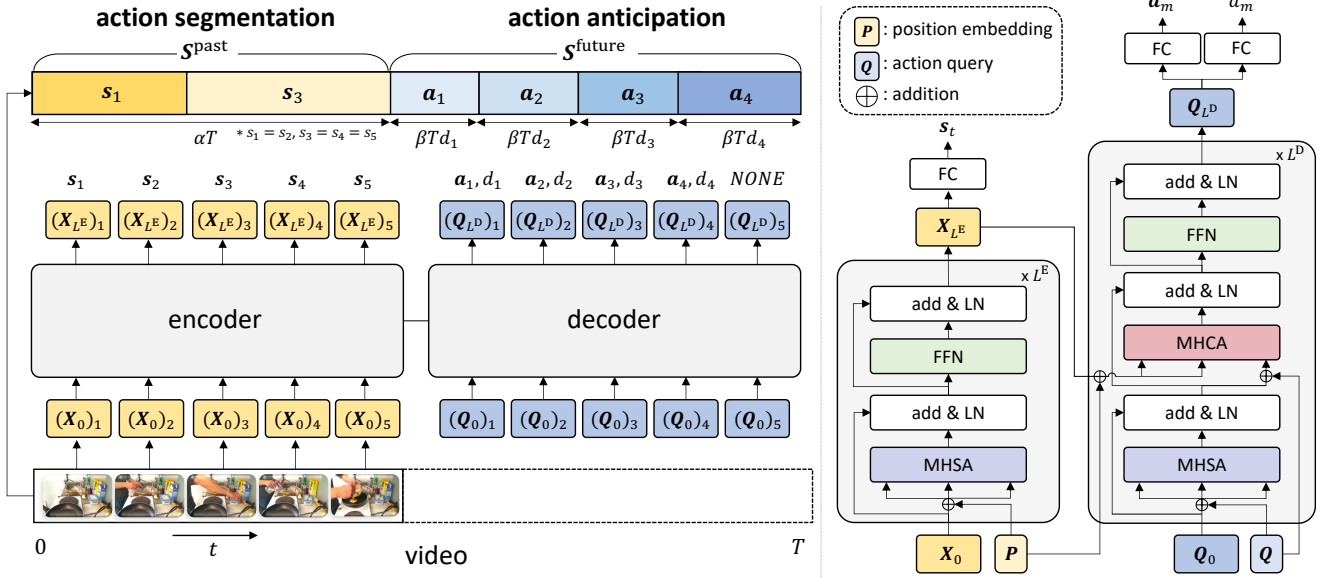 action segmentation
action anticipation
S^past
S^future
s_1
s_3
a_1
a_2
a_3
a_4
αT
* s_1 = s_2, s_3 = s_4 = s_5
βTd_1
βTd_2
βTd_3
βTd_4
s_1
s_2
s_3
s_4
s_5
a_1, d_1
a_2, d_2
a_3, d_3
a_4, d_4
NONE
(X_{L^E})_1
(X_{L^E})_2
(X_{L^E})_3
(X_{L^E})_4
(X_{L^E})_5
(Q_{L^D})_1
(Q_{L^D})_2
(Q_{L^D})_3
(Q_{L^D})_4
(Q_{L^D})_5
encoder
decoder
(X_0)_1
(X_0)_2
(X_0)_3
(X_0)_4
(X_0)_5
(Q_0)_1
(Q_0)_2
(Q_0)_3
(Q_0)_4
(Q_0)_5
0
t
video
T
P : position embedding
Q : action query
⊕ : addition
s_t
FC
X_{L^E}
x L^E
add & LN
FFN
add & LN
MHSA
X_0
P
a_m
d_m
FC
FC
Q_{L^D}
x L^D
add & LN
FFN
add & LN
MHCA
add & LN
MHSA
Q_0
Q